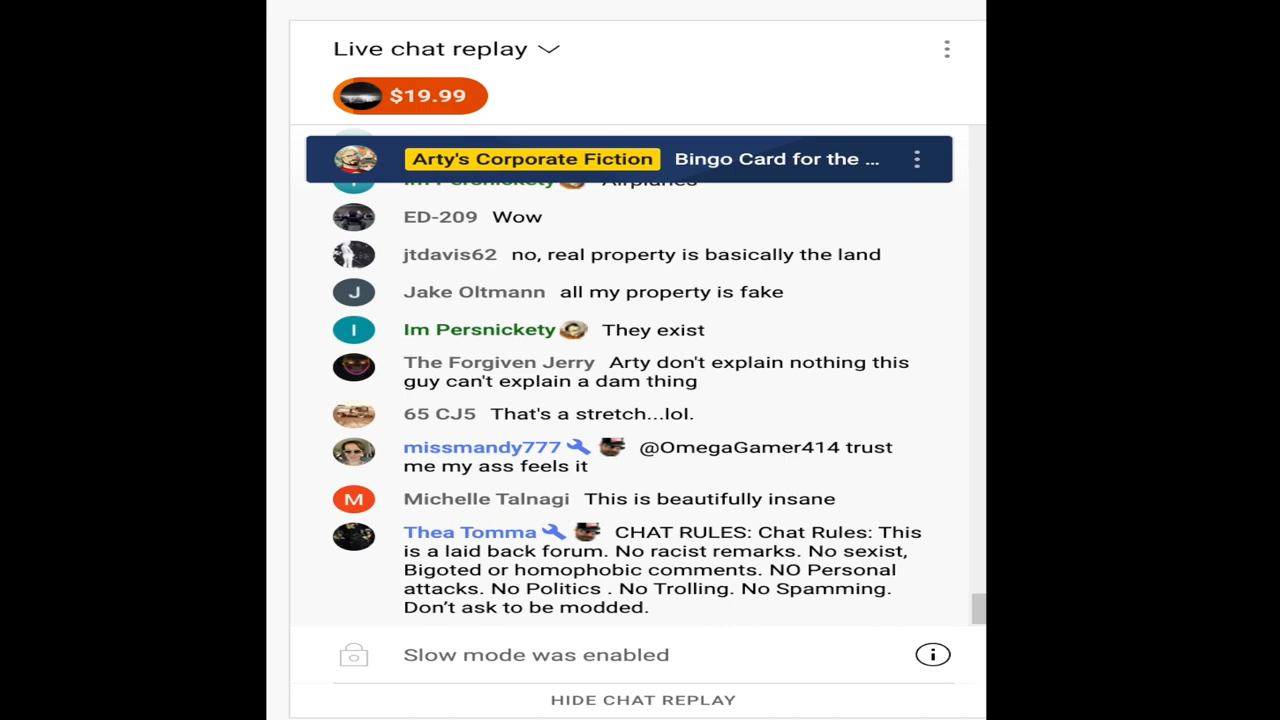 Live chat replay
$19.99
Arty's Corporate Fiction Bingo Card for the ...
Im Persnickety Airplanes
ED-209 Wow
jtdavis62 no, real property is basically the land
J Jake Oltmann all my property is fake
I Im Persnickety They exist
The Forgiven Jerry Arty don't explain nothing this
guy can't explain a dam thing
65 CJ5 That's a stretch...lol.
missmandy777 @OmegaGamer414 trust
me my ass feels it
M Michelle Talnagi This is beautifully insane
Thea Tomma CHAT RULES: Chat Rules: This
is a laid back forum. No racist remarks. No sexist,
Bigoted or homophobic comments. NO Personal
attacks. No Politics . No Trolling. No Spamming.
Don’t ask to be modded.
Slow mode was enabled
HIDE CHAT REPLAY